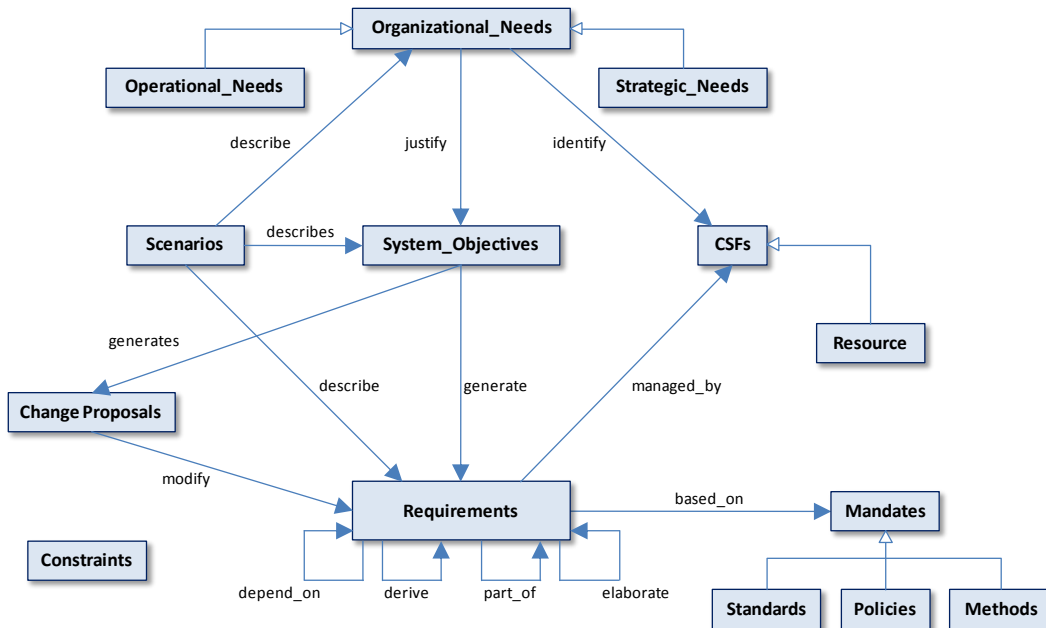 Organizational_Needs
Operational_Needs
Strategic_Needs
describe
justify
identify
Scenarios
describes
System_Objectives
CSFs
Resource
generates
describe
generate
managed_by
Change Proposals
modify
Requirements
based_on
Mandates
Constraints
depend_on
derive
part_of
elaborate
Standards
Policies
Methods